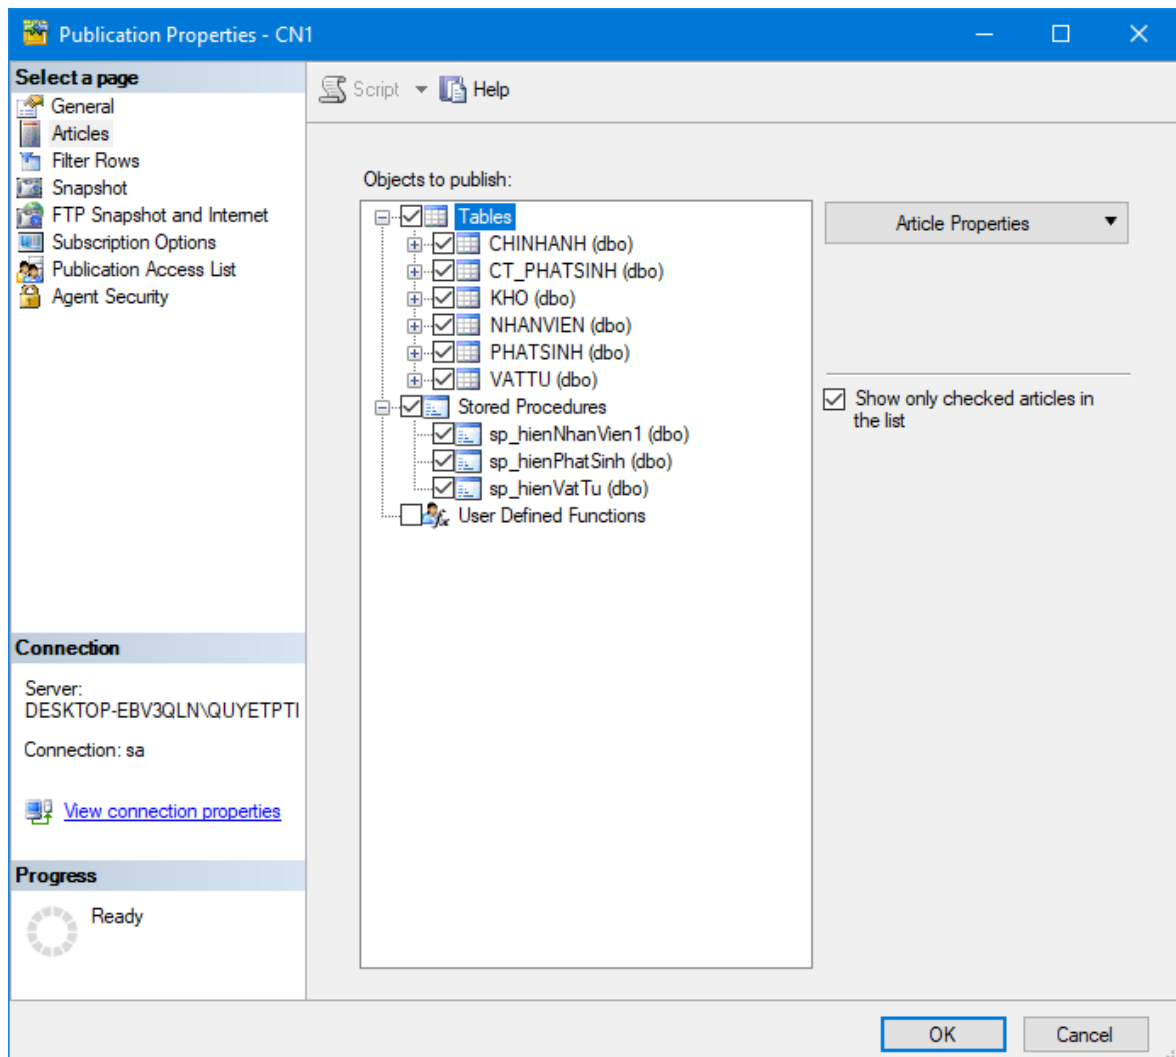 Publication Properties - CN1
Select a page
General
Articles
Filter Rows
Snapshot
FTP Snapshot and Internet
Subscription Options
Publication Access List
Agent Security
Script
Help
Objects to publish:
Tables
CHINHANH (dbo)
CT_PHATSINH (dbo)
KHO (dbo)
NHANVIEN (dbo)
PHATSINH (dbo)
VATTU (dbo)
Stored Procedures
sp_hienNhanVien1 (dbo)
sp_hienPhatSinh (dbo)
sp_hienVatTu (dbo)
User Defined Functions
Article Properties
Show only checked articles in
the list
Connection
Server:
DESKTOP-EBV3QLN\QUYETPTI
Connection: sa
View connection properties
Progress
Ready
OK
Cancel